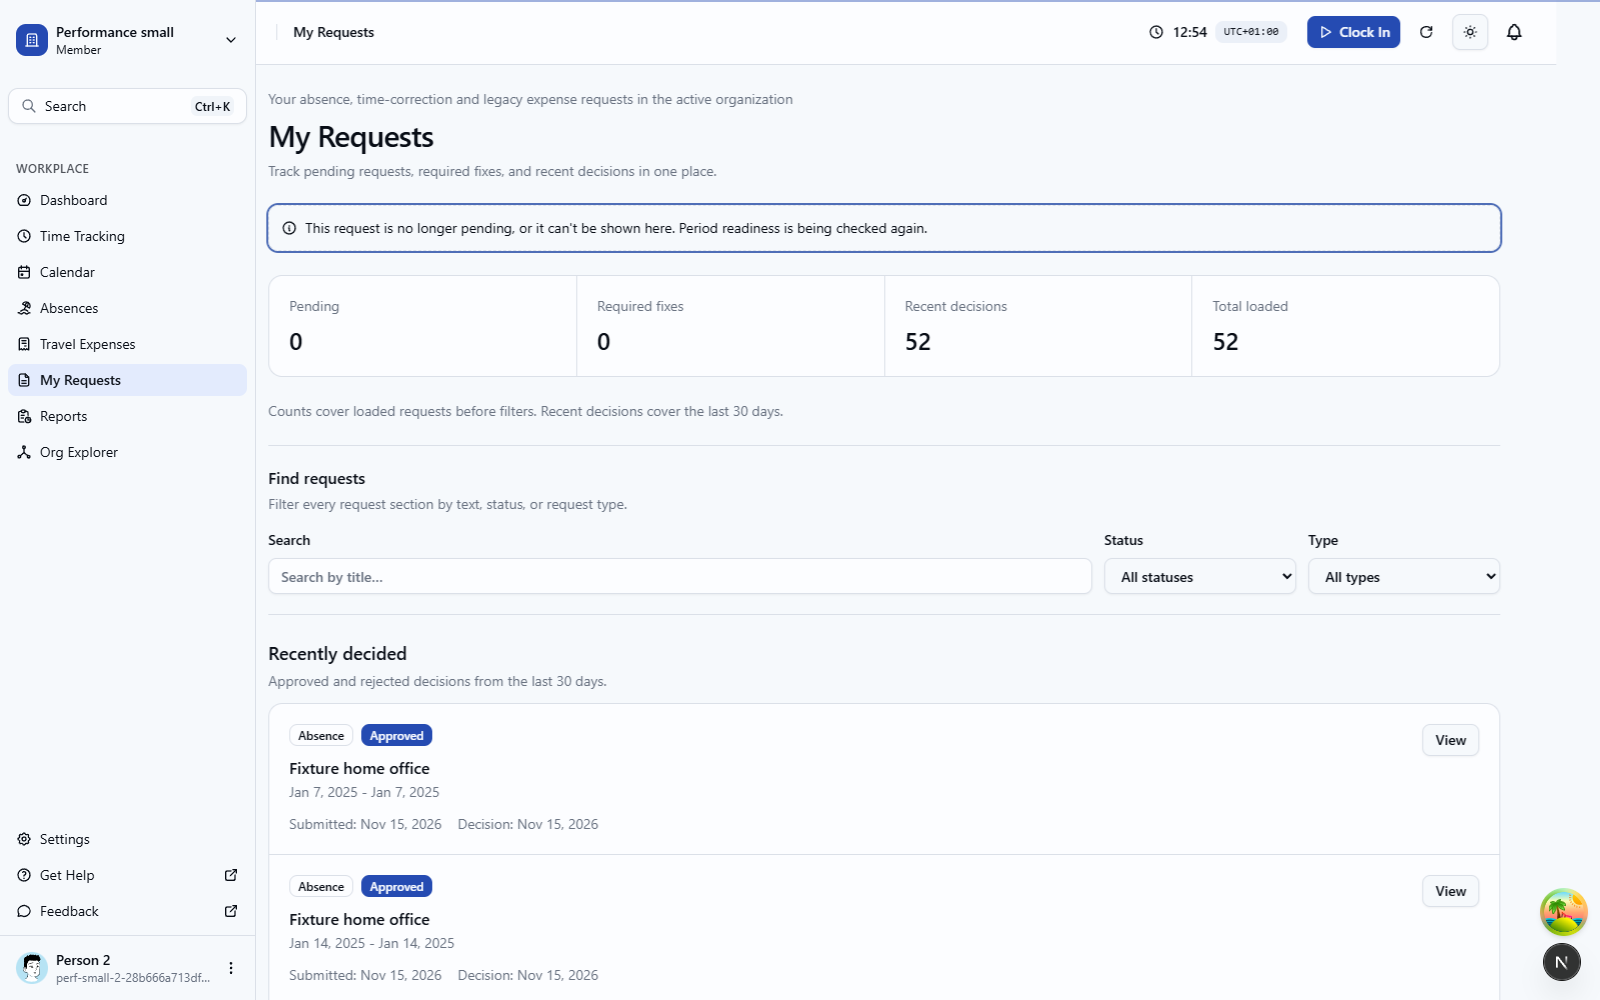 Performance small
Member
Search
Ctrl+K
WORKPLACE
Dashboard
Time Tracking
Calendar
Absences
Travel Expenses
My Requests
Reports
Org Explorer
Settings
Get Help
Feedback
Person 2
perf-small-2-28b666a713df...
My Requests
12:54
UTC+01:00
Clock In
Your absence, time-correction and legacy expense requests in the active organization
My Requests
Track pending requests, required fixes, and recent decisions in one place.
This request is no longer pending, or it can't be shown here. Period readiness is being checked again.
Pending
0
Required fixes
0
Recent decisions
52
Total loaded
52
Counts cover loaded requests before filters. Recent decisions cover the last 30 days.
Find requests
Filter every request section by text, status, or request type.
Search
Search by title...
Status
All statuses
Type
All types
Recently decided
Approved and rejected decisions from the last 30 days.
Absence Approved
View
Fixture home office
Jan 7, 2025 - Jan 7, 2025
Submitted: Nov 15, 2026 Decision: Nov 15, 2026
Absence Approved
View
Fixture home office
Jan 14, 2025 - Jan 14, 2025
Submitted: Nov 15, 2026 Decision: Nov 15, 2026
N